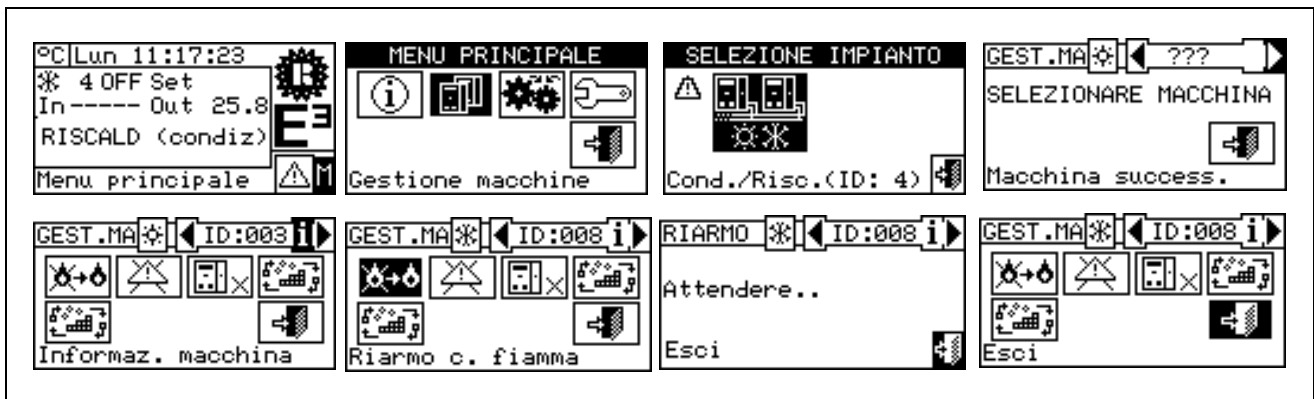 ºC Lun 11:17:23
4 OFF Set
In ----- Out 25.8
RISCALD (condiz)
E³
Menu principale M
MENU PRINCIPALE
Gestione macchine
SELEZIONE IMPIANTO
Cond./Risc.(ID: 4)
GEST.MA ???
SELEZIONARE MACCHINA
Macchina success.
GEST.MA ID:003 i
Informaz. macchina
GEST.MA ID:008 i
Riarmo c. fiamma
RIARMO ID:008 i
Attendere..
Esci
GEST.MA ID:008 i
Esci